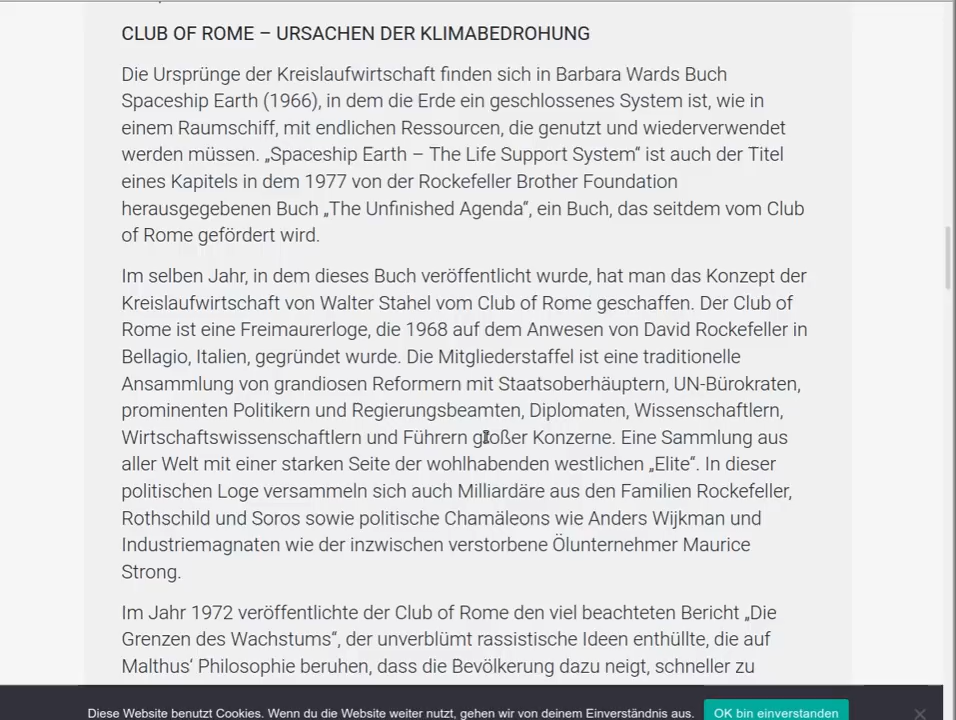 CLUB OF ROME – URSACHEN DER KLIMABEDROHUNG
Die Ursprünge der Kreislaufwirtschaft finden sich in Barbara Wards Buch
Spaceship Earth (1966), in dem die Erde ein geschlossenes System ist, wie in
einem Raumschiff, mit endlichen Ressourcen, die genutzt und wiederverwendet
werden müssen. „Spaceship Earth – The Life Support System“ ist auch der Titel
eines Kapitels in dem 1977 von der Rockefeller Brother Foundation
herausgegebenen Buch „The Unfinished Agenda“, ein Buch, das seitdem vom Club
of Rome gefördert wird.
Im selben Jahr, in dem dieses Buch veröffentlicht wurde, hat man das Konzept der
Kreislaufwirtschaft von Walter Stahel vom Club of Rome geschaffen. Der Club of
Rome ist eine Freimaurerloge, die 1968 auf dem Anwesen von David Rockefeller in
Bellagio, Italien, gegründet wurde. Die Mitgliederstaffel ist eine traditionelle
Ansammlung von grandiosen Reformern mit Staatsoberhäuptern, UN-Bürokraten,
prominenten Politikern und Regierungsbeamten, Diplomaten, Wissenschaftlern,
Wirtschaftswissenschaftlern und Führern großer Konzerne. Eine Sammlung aus
aller Welt mit einer starken Seite der wohlhabenden westlichen „Elite“. In dieser
politischen Loge versammeln sich auch Milliardäre aus den Familien Rockefeller,
Rothschild und Soros sowie politische Chamäleons wie Anders Wijkman und
Industriemagnaten wie der inzwischen verstorbene Ölunternehmer Maurice
Strong.
Im Jahr 1972 veröffentlichte der Club of Rome den viel beachteten Bericht „Die
Grenzen des Wachstums“, der unverblümt rassistische Ideen enthüllte, die auf
Malthus‘ Philosophie beruhen, dass die Bevölkerung dazu neigt, schneller zu
Diese Website benutzt Cookies. Wenn du die Website weiter nutzt, gehen wir von deinem Einverständnis aus.
OK bin einverstanden